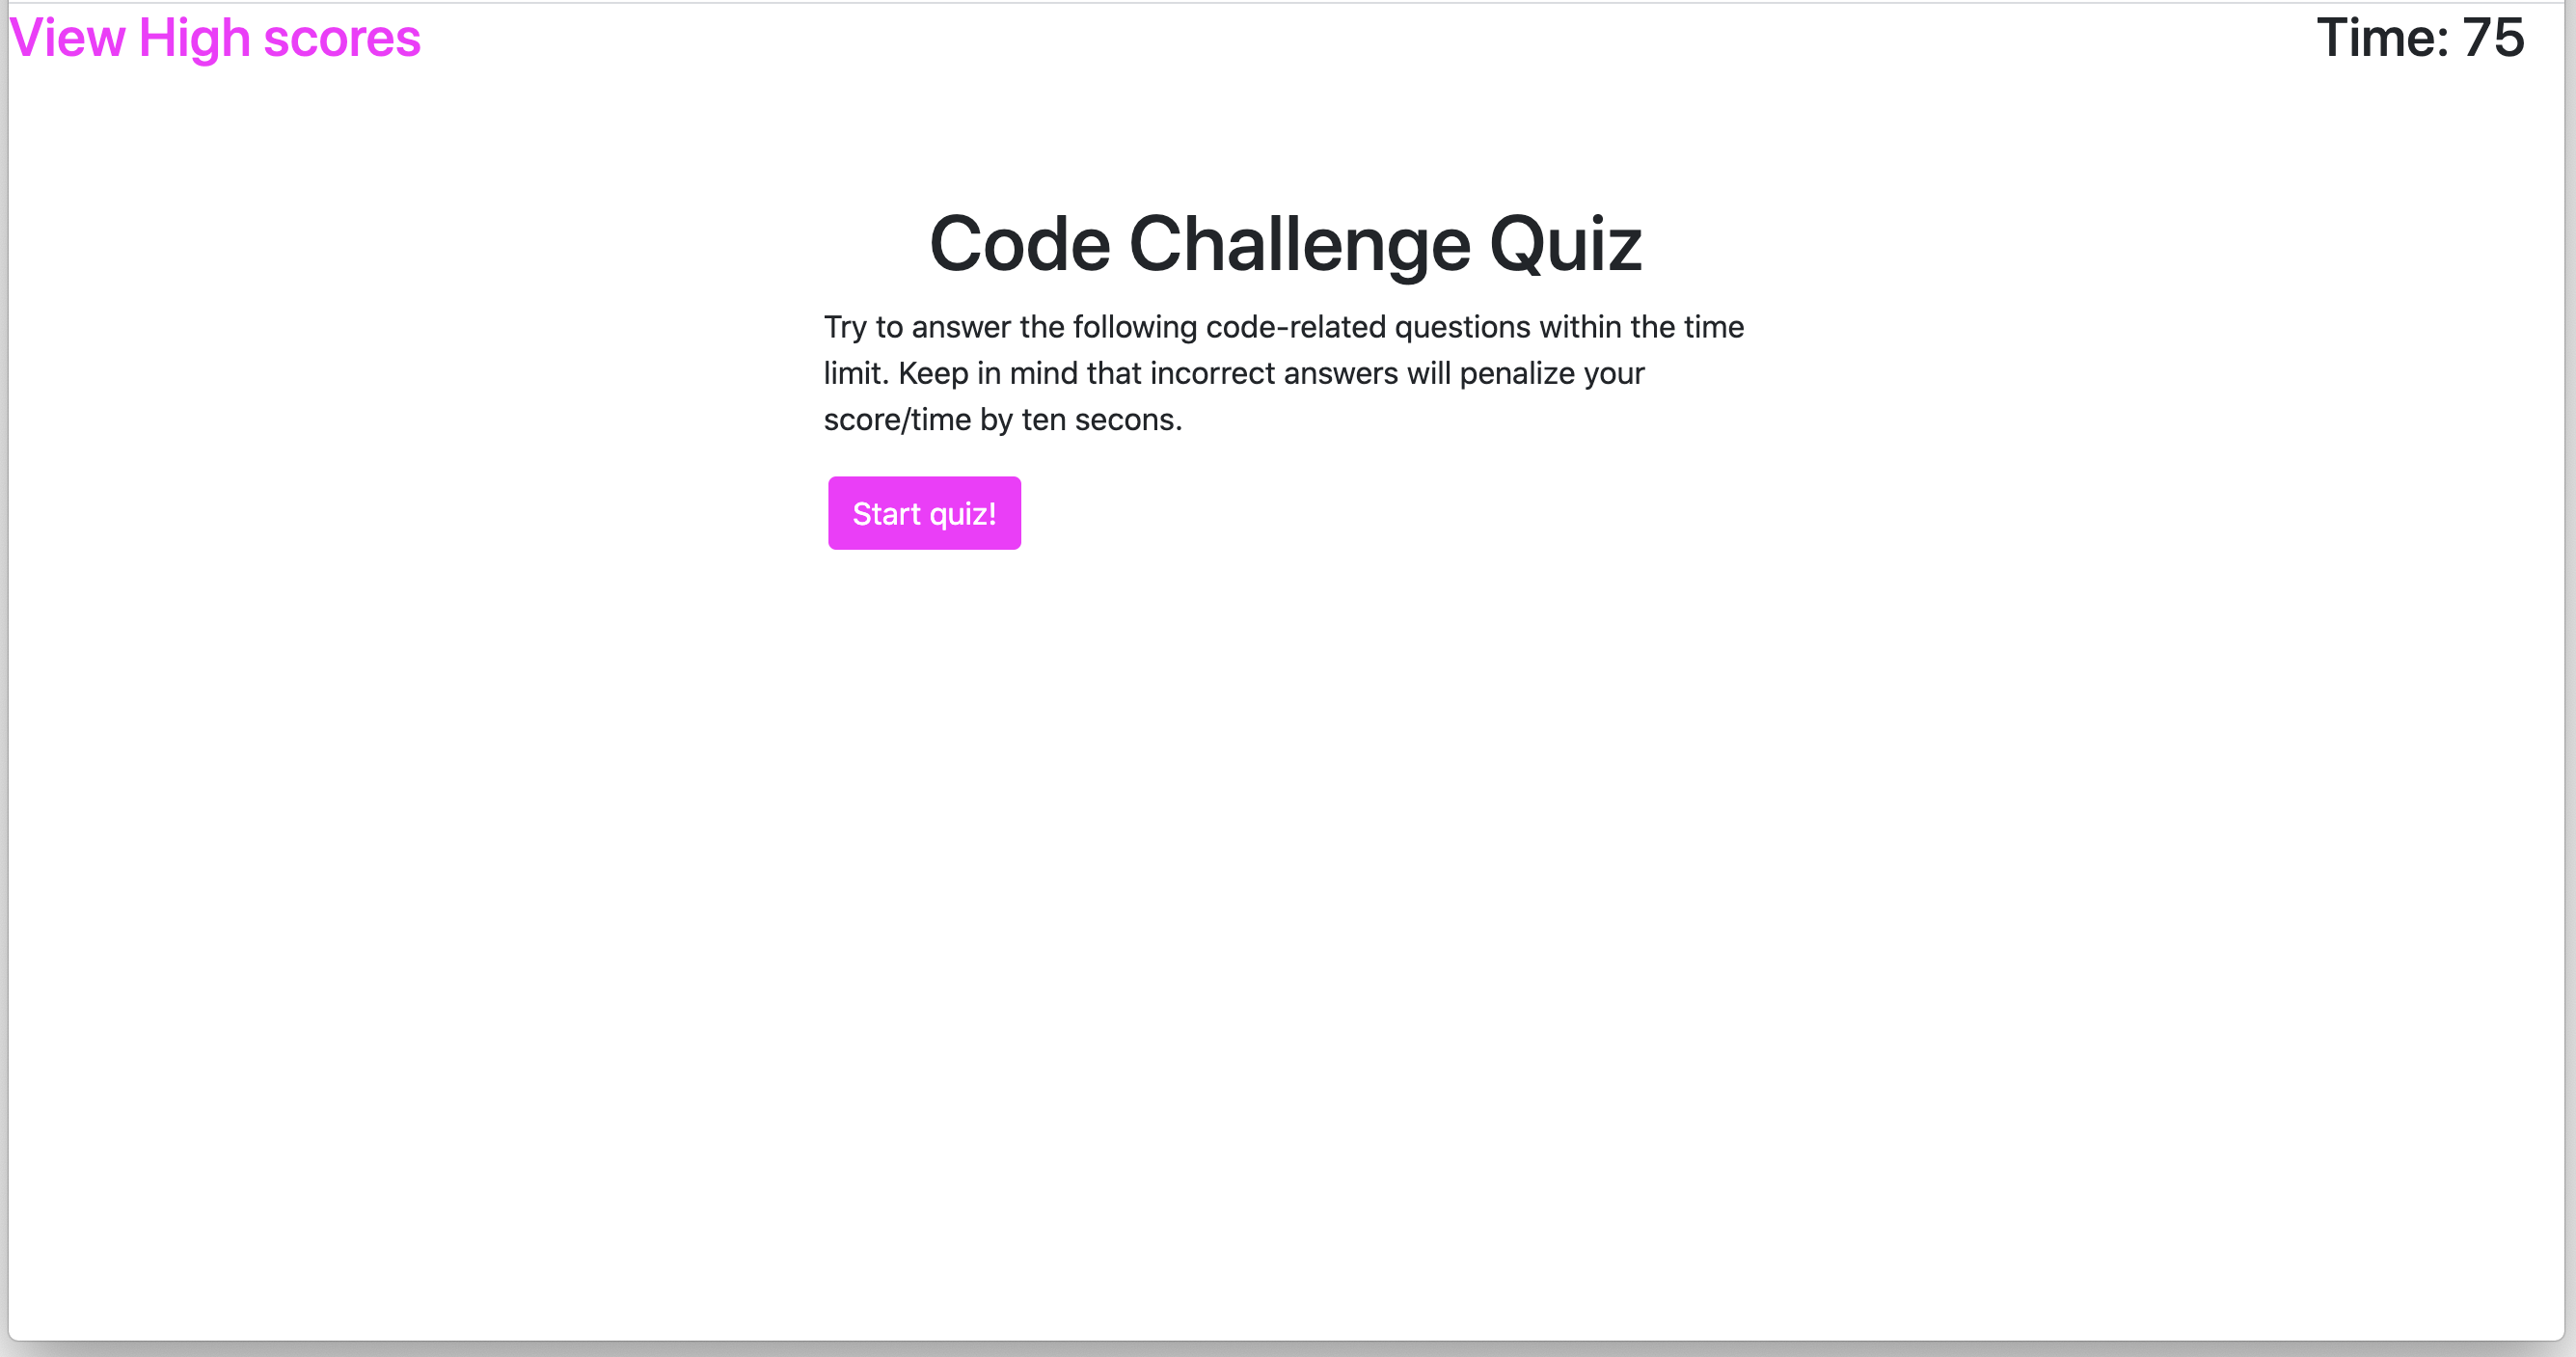 View High scores
Time: 75
Code Challenge Quiz
Try to answer the following code-related questions within the time
limit. Keep in mind that incorrect answers will penalize your
score/time by ten secons.
Start quiz!